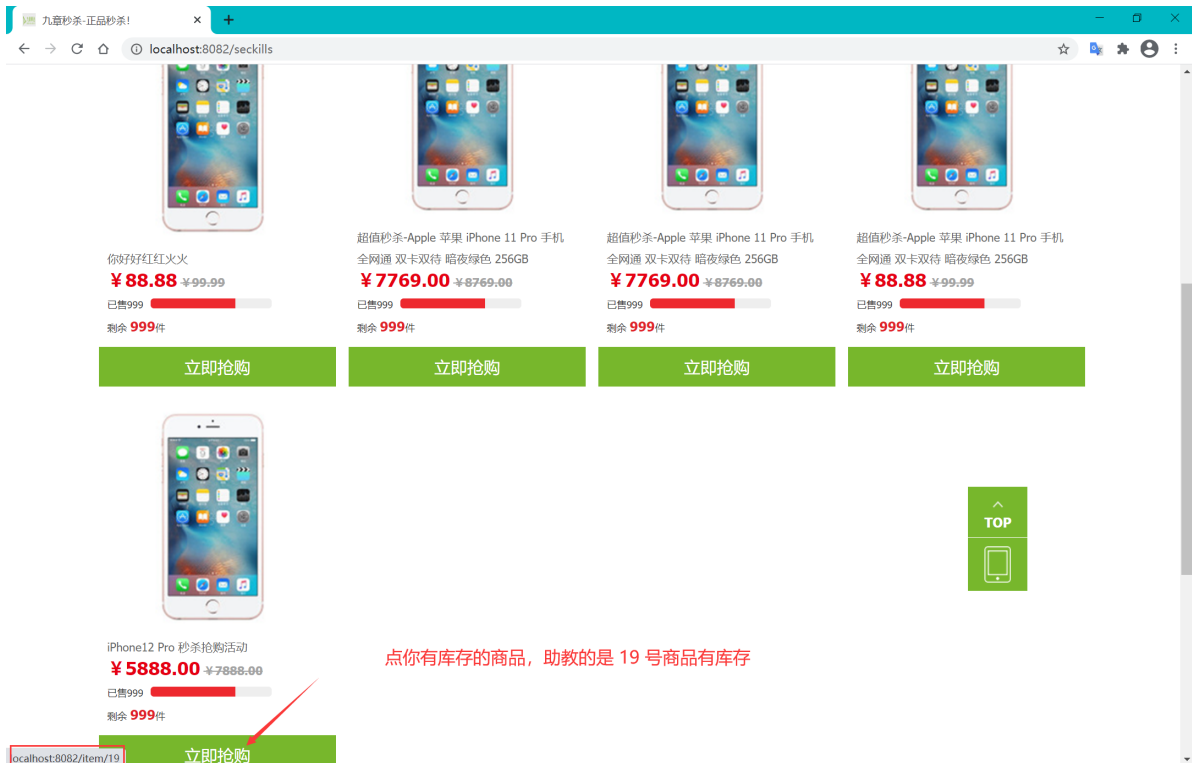 九章秒杀-正品秒杀!
localhost:8082/seckills
你好好红红火火
￥88.88 ￥99.99
已售999
剩余 999件
立即抢购
超值秒杀-Apple 苹果 iPhone 11 Pro 手机
全网通 双卡双待 暗夜绿色 256GB
￥7769.00 ￥8769.00
已售999
剩余 999件
立即抢购
超值秒杀-Apple 苹果 iPhone 11 Pro 手机
全网通 双卡双待 暗夜绿色 256GB
￥7769.00 ￥8769.00
已售999
剩余 999件
立即抢购
超值秒杀-Apple 苹果 iPhone 11 Pro 手机
全网通 双卡双待 暗夜绿色 256GB
￥88.88 ￥99.99
已售999
剩余 999件
立即抢购
TOP
iPhone12 Pro 秒杀抢购活动
￥5888.00 ￥7888.00
已售999
剩余 999件
立即抢购
点你有库存的商品，助教的是 19 号商品有库存
ocalhost:8082/item/19